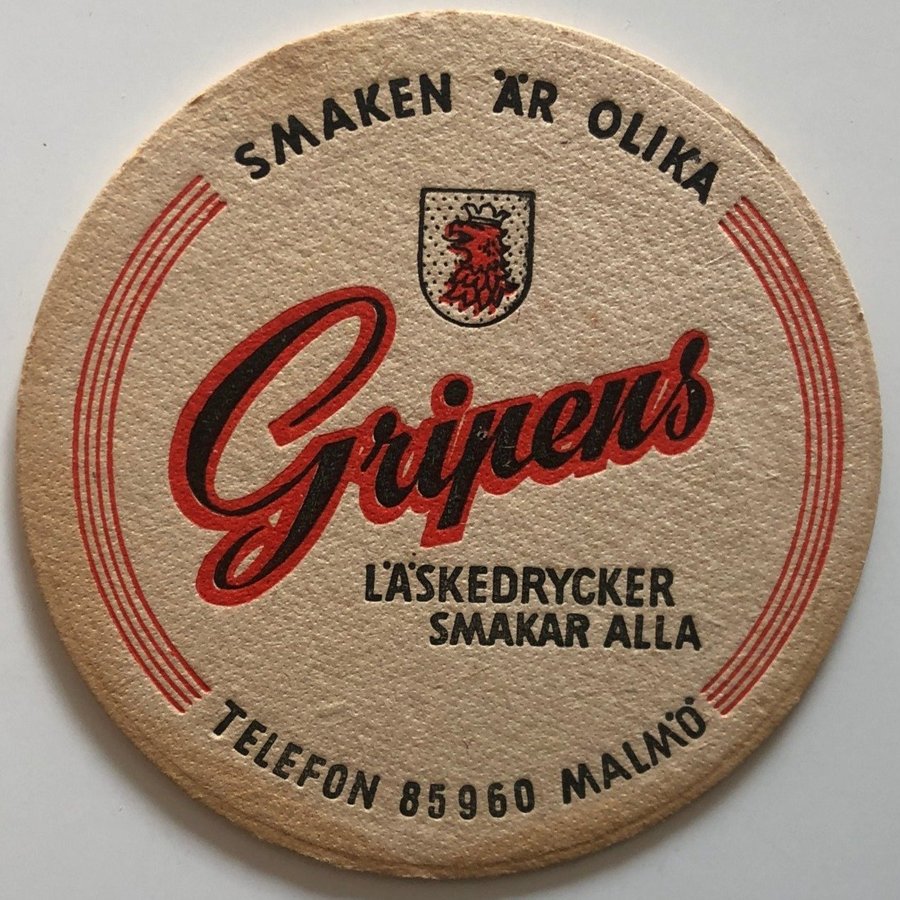 SMAKEN ÄR OLIKA
Gripens
LÄSKEDRYCKER
SMAKAR ALLA
TELEFON 85960 MALMÖ